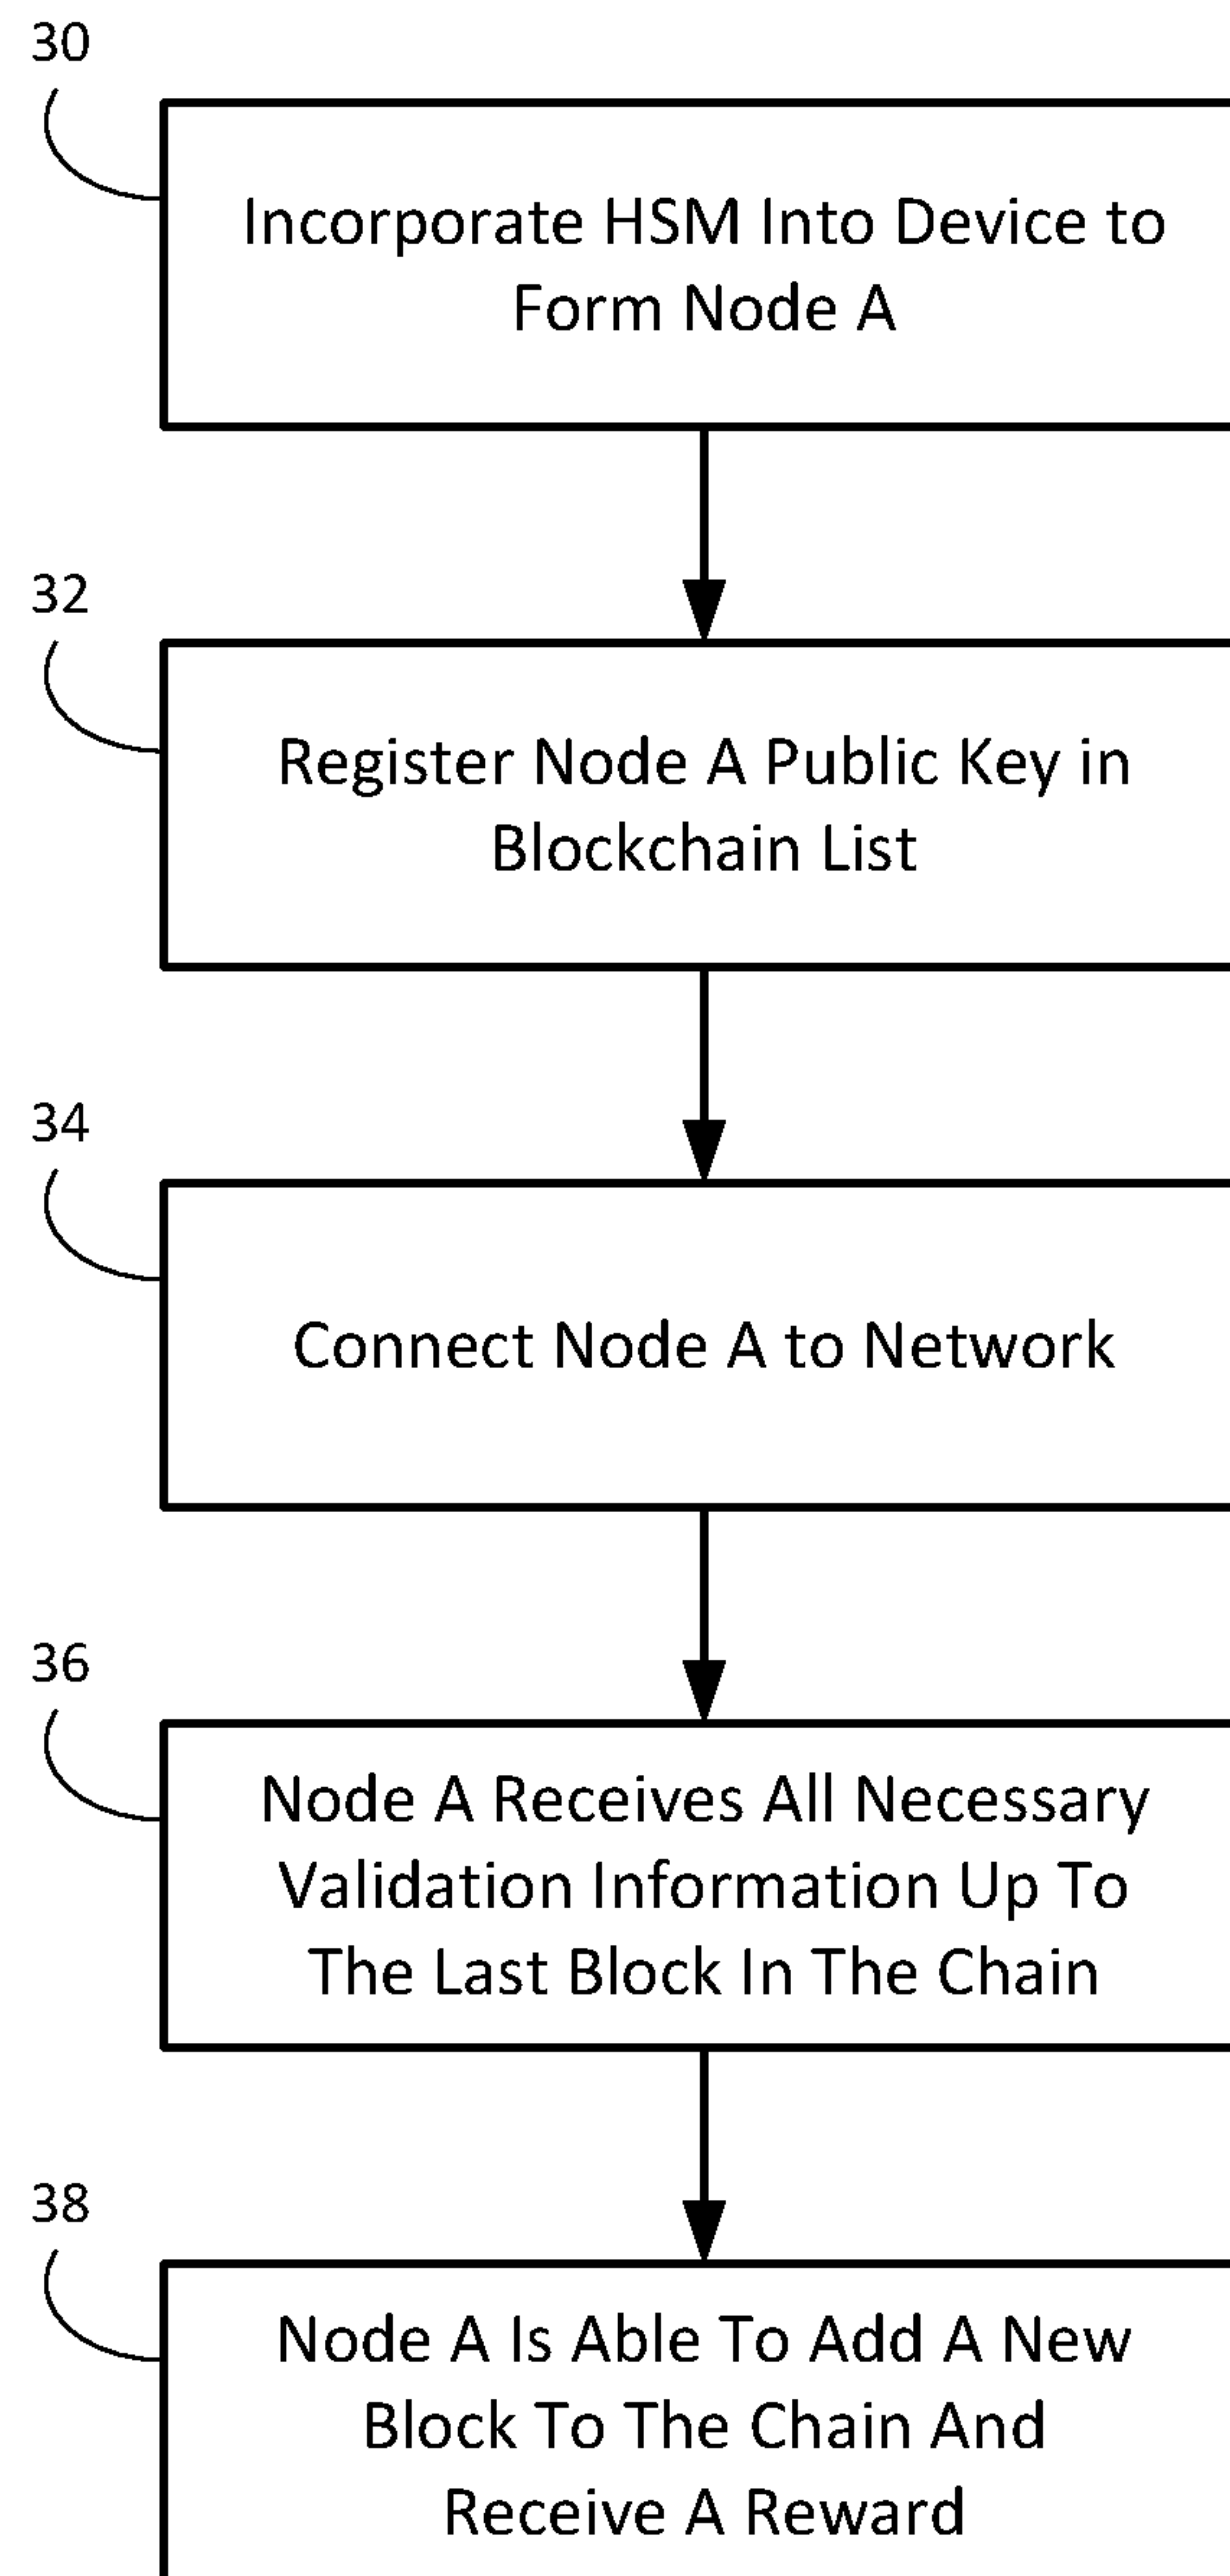 30
Incorporate HSM Into Device to
Form Node A
32
Register Node A Public Key in
Blockchain List
34
Connect Node A to Network
36
Node A Receives All Necessary
Validation Information Up To
The Last Block In The Chain
38
Node A Is Able To Add A New
Block To The Chain And
Receive A Reward